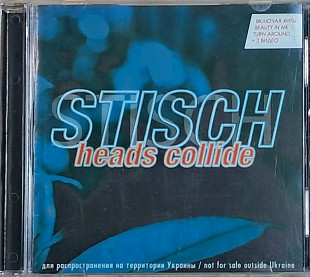 ВКЛЮЧАЯ ХИТЫ
BEAUTY IN ME
TURN AROUND
+ 3 ВИДЕО
STISCH
heads collide
для распространения на территории Украины / not for sale outside Ukraine